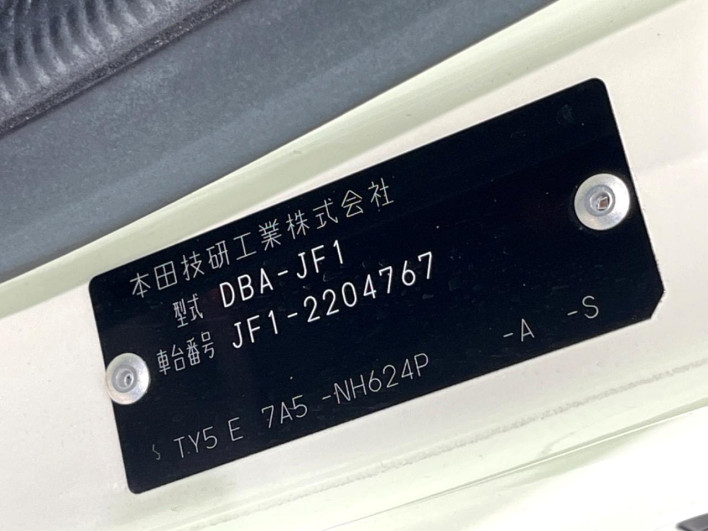 本田技研工業株式会社
型式 DBA-JF1
車台番号 JF1-2204767
TY5 E 7A5 -NH624P -A -S